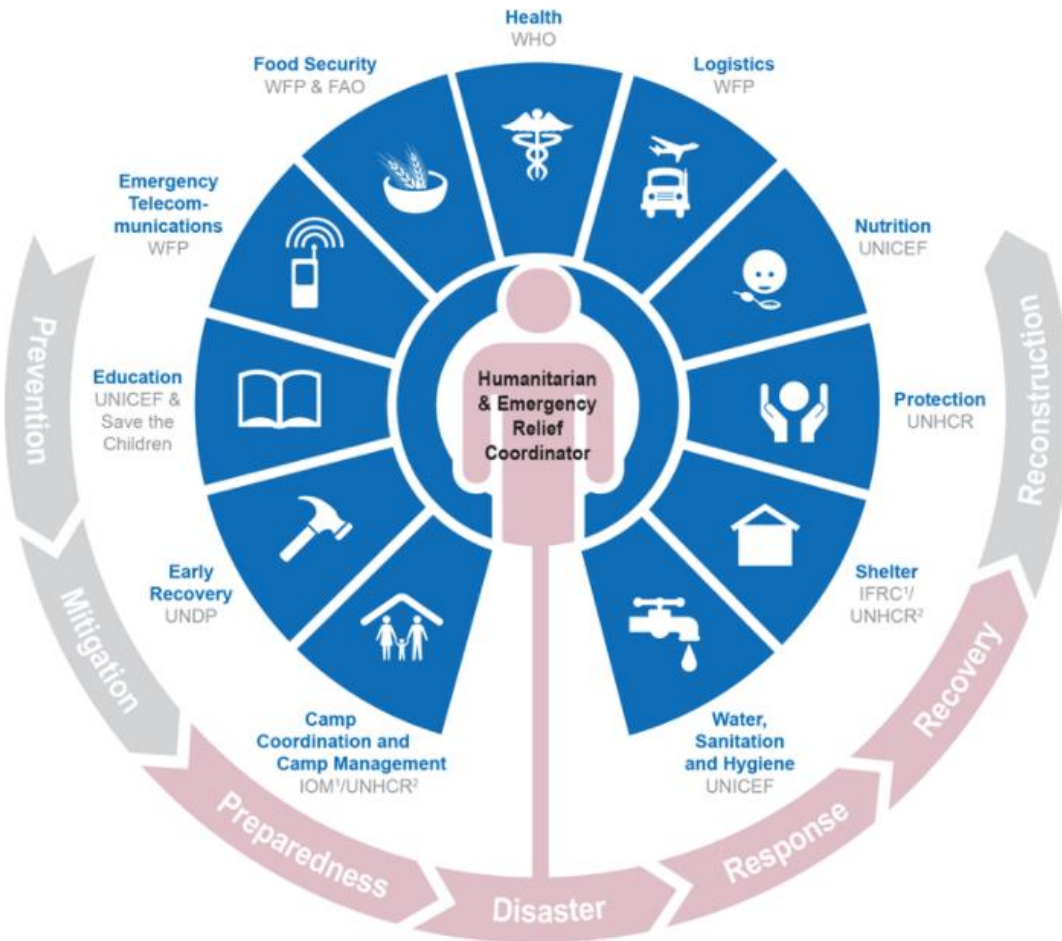 Health
WHO
Food Security
WFP & FAO
Logistics
WFP
Emergency
Telecom-
munications
WFP
Nutrition
UNICEF
Education
UNICEF &
Save the
Children
Humanitarian
& Emergency
Relief
Coordinator
Protection
UNHCR
Early
Recovery
UNDP
Shelter
IFRC¹/
UNHCR²
Camp
Coordination and
Camp Management
IOM¹/UNHCR²
Water,
Sanitation
and Hygiene
UNICEF
Prevention
Mitigation
Preparedness
Disaster
Response
Recovery
Reconstruction